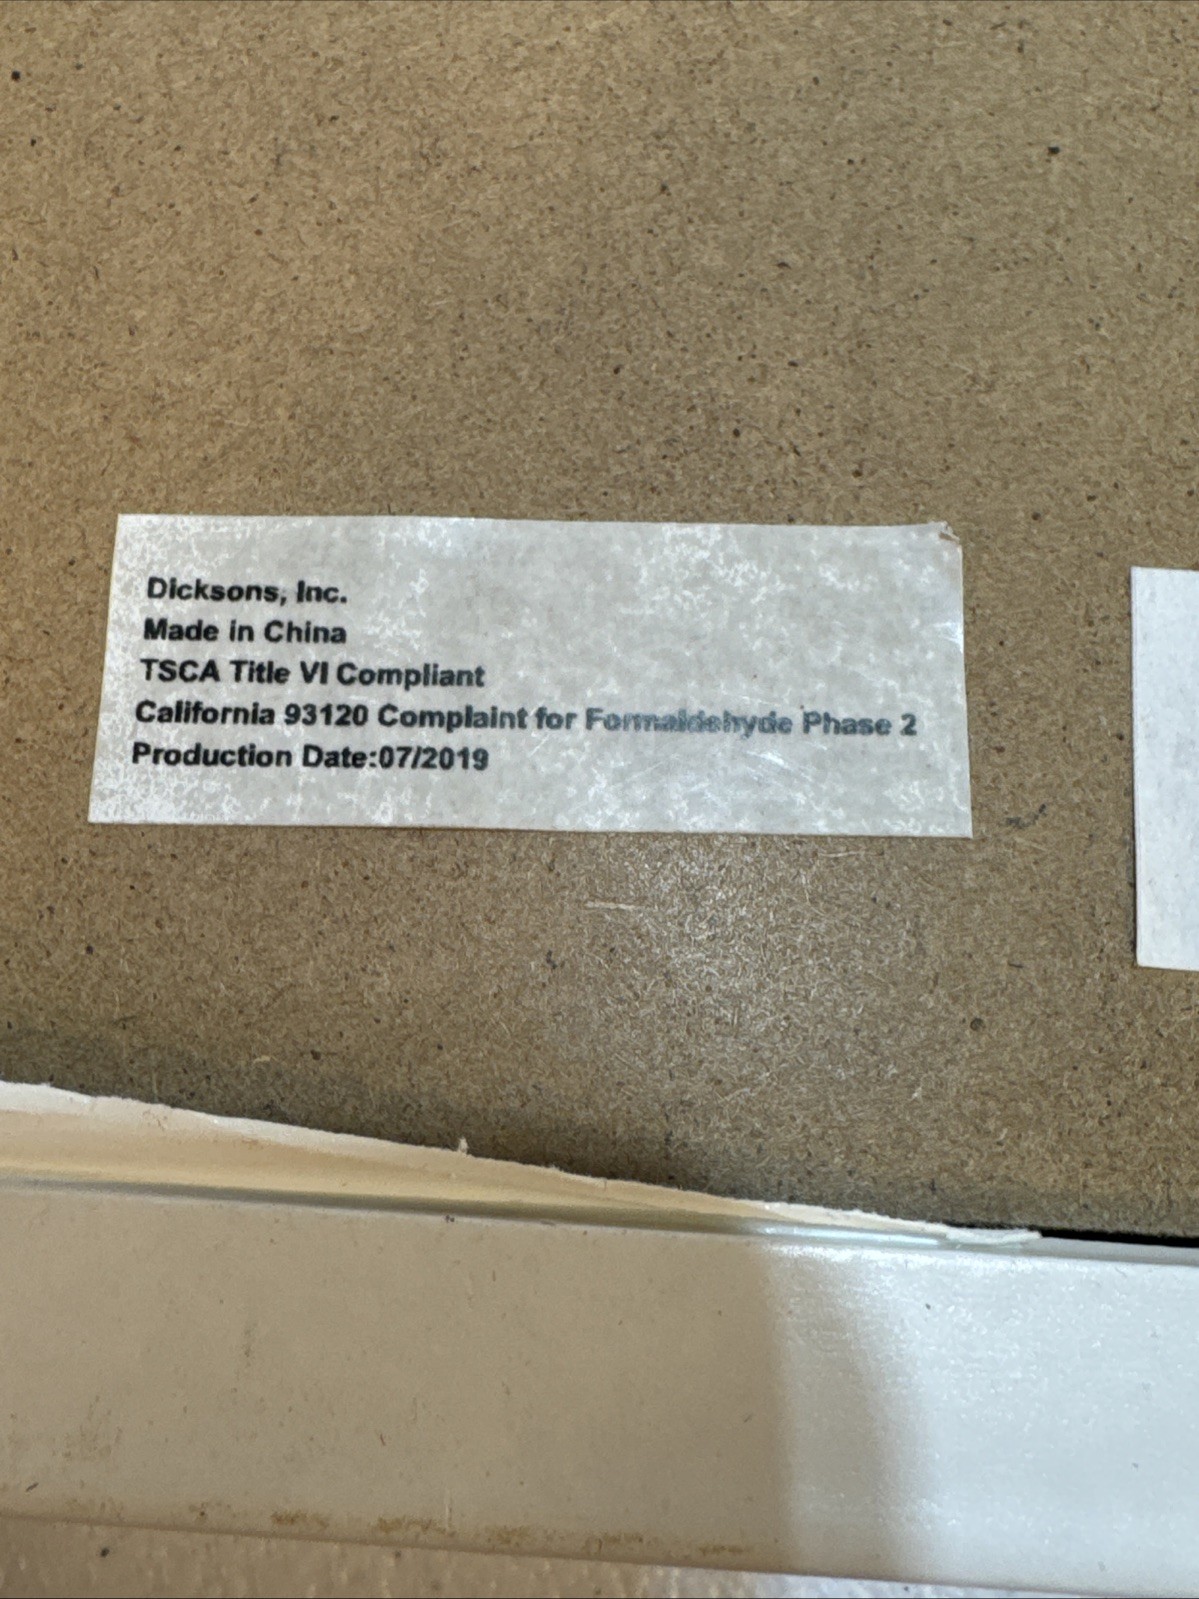 Dicksons, Inc.
Made in China
TSCA Title VI Compliant
California 93120 Complaint for Formaldehyde Phase 2
Production Date:07/2019